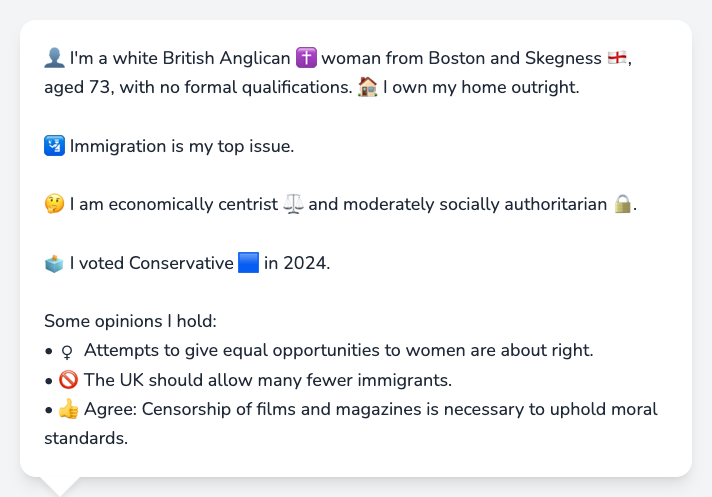 👤 I'm a white British Anglican ✝️ woman from Boston and Skegness 🏴󠁧󠁢󠁥󠁮󠁧󠁿,
aged 73, with no formal qualifications. 🏠 I own my home outright.
🛂 Immigration is my top issue.
🤔 I am economically centrist ⚖️ and moderately socially authoritarian 🔒.
🗳️ I voted Conservative 🟦 in 2024.
Some opinions I hold:
• ♀ Attempts to give equal opportunities to women are about right.
• 🚫 The UK should allow many fewer immigrants.
• 👍 Agree: Censorship of films and magazines is necessary to uphold moral
standards.